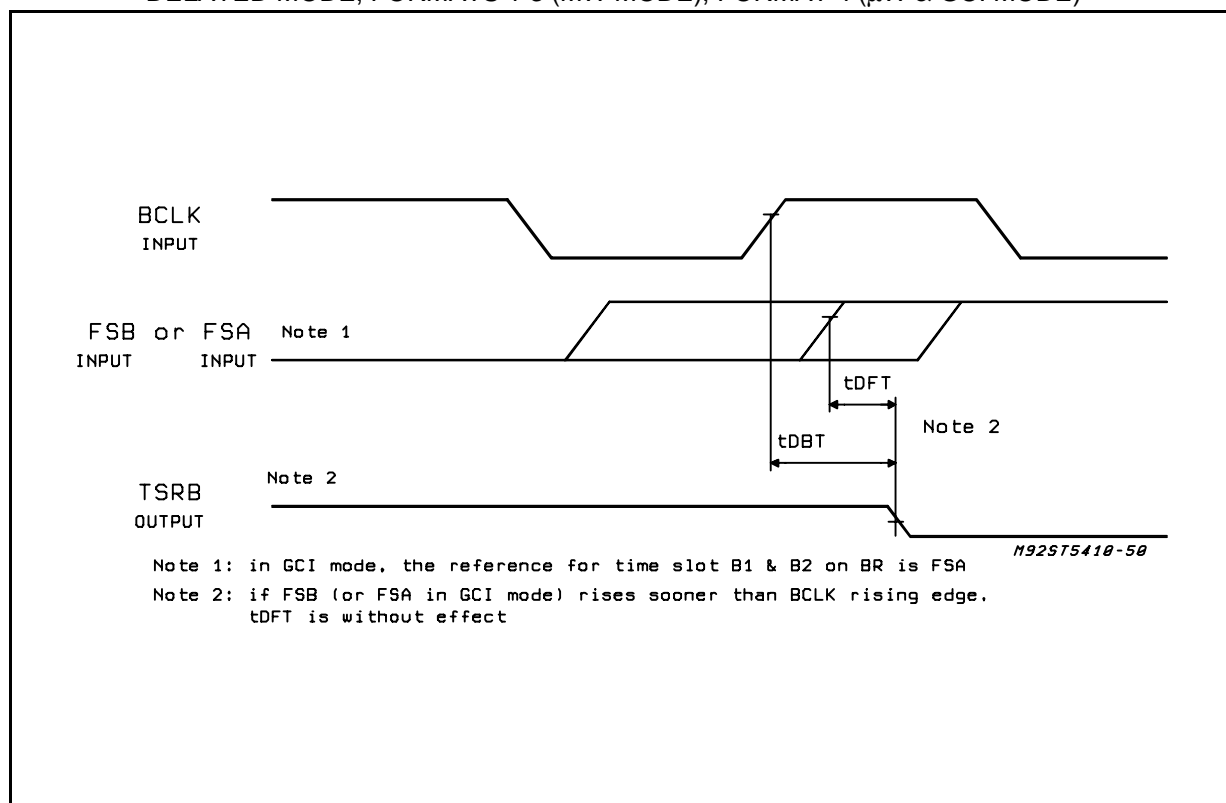 BCLK
INPUT
FSB or FSA Note 1
INPUT INPUT
tDFT
Note 2
tDBT
Note 2
TSRB
OUTPUT
M92ST5410-50
Note 1: in GCI mode, the reference for time slot B1 & B2 on BR is FSA
Note 2: if FSB (or FSA in GCI mode) rises sooner than BCLK rising edge,
tDFT is without effect